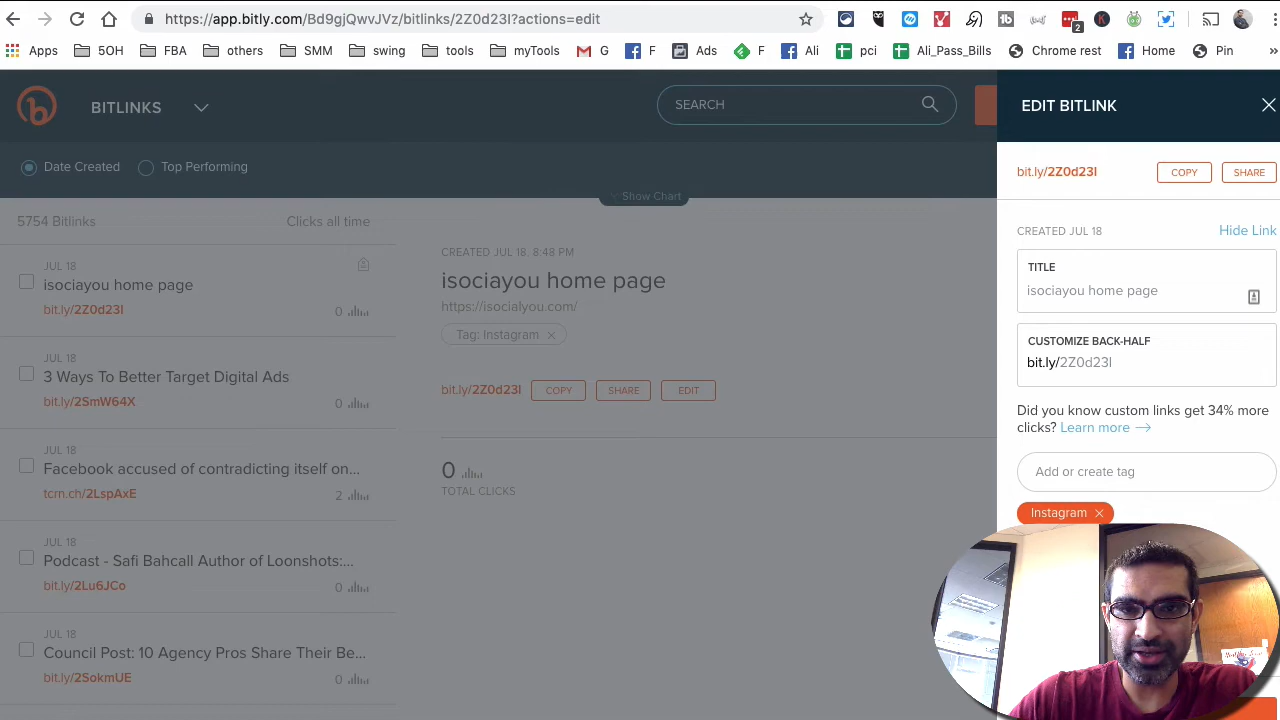 https://app.bitly.com/Bd9gjQwvJVz/bitlinks/2Z0d23l?actions=edit
2
Apps 5OH FBA others SMM swing tools myTools G F Ads F Ali pci Ali_Pass_Bills Chrome rest Home Pin »
BITLINKS
SEARCH
Date Created Top Performing
Show Chart
5754 Bitlinks Clicks all time
JUL 18
isociayou home page
bit.ly/2Z0d23l 0
JUL 18
3 Ways To Better Target Digital Ads
bit.ly/2SmW64X 0
JUL 18
Facebook accused of contradicting itself on...
tcrn.ch/2LspAxE 2
JUL 18
Podcast - Safi Bahcall Author of Loonshots:...
bit.ly/2Lu6JCo 0
JUL 18
Council Post: 10 Agency Pros Share Their Be...
bit.ly/2SokmUE 0
CREATED JUL 18, 8:48 PM
isociayou home page
https://isocialyou.com/
Tag: Instagram
bit.ly/2Z0d23l COPY SHARE EDIT
0
TOTAL CLICKS
EDIT BITLINK
bit.ly/2Z0d23l COPY SHARE
CREATED JUL 18 Hide Link
TITLE
isociayou home page
CUSTOMIZE BACK-HALF
bit.ly/2Z0d23l
Did you know custom links get 34% more
clicks? Learn more →
Add or create tag
Instagram ×